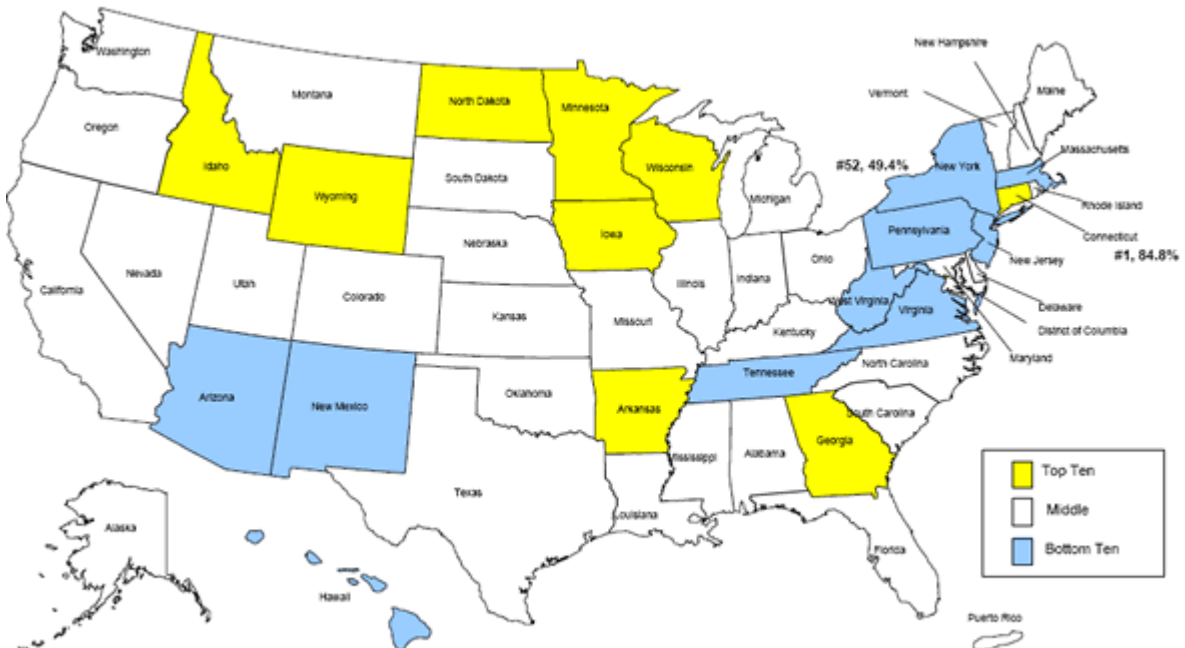 New Hampshire
Washington
Maine
Montana
Vermont
North Dakota
Minnesota
Oregon
Massachusetts
#52, 49.4%
New York
Idaho
Wisconsin
South Dakota
Wyoming
Michigan
Rhode Island
Pennsylvania
Iowa
Connecticut
Nebraska
#1, 84.8%
New Jersey
Ohio
Nevada
Illinois
Indiana
Utah
California
Colorado
West Virginia
Delaware
Virginia
Kansas
Missouri
District of Columbia
Kentucky
Maryland
North Carolina
Tennessee
Oklahoma
Arizona
New Mexico
Arkansas
South Carolina
Georgia
Mississippi
Alabama
Top Ten
Texas
Middle
Louisiana
Alaska
Bottom Ten
Florida
Hawaii
Puerto Rico